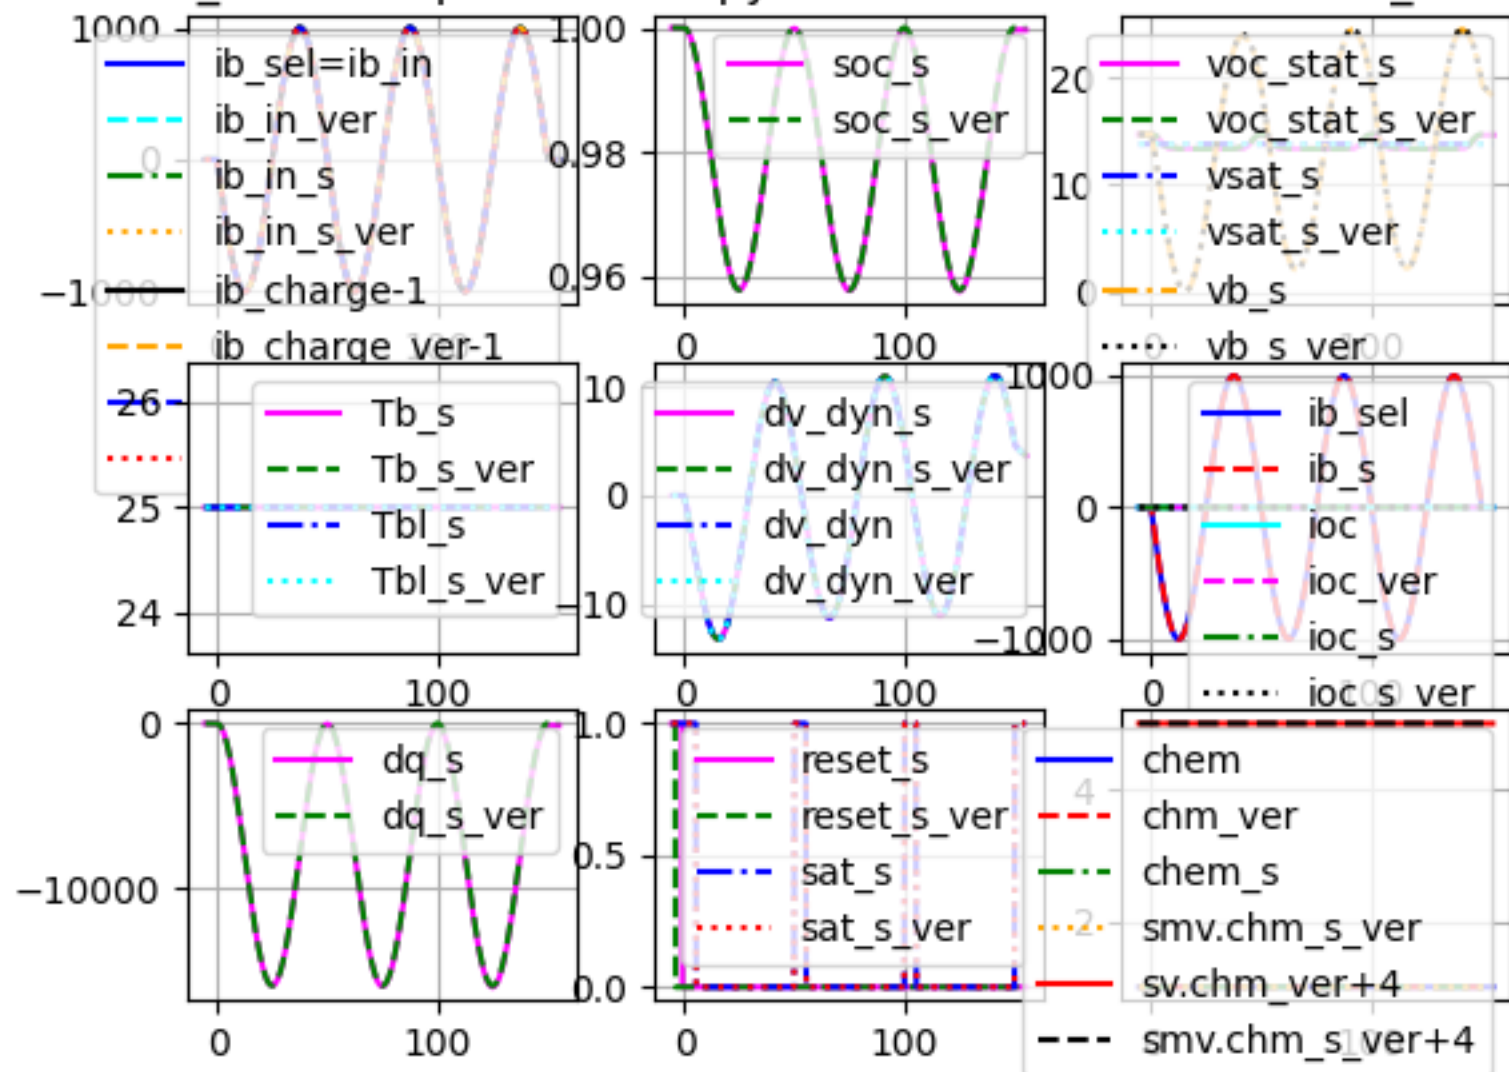 1000
0
−1000
ib_sel=ib_in
ib_in_ver
ib_in_s
ib_in_s_ver
ib_charge-1
ib_charge_ver-1
1.00
0.98
0.96
soc_s
soc_s_ver
0
100
20
10
0
voc_stat_s
voc_stat_s_ver
vsat_s
vsat_s_ver
vb_s
vb_s_ver
26
25
24
Tb_s
Tb_s_ver
Tbl_s
Tbl_s_ver
0
100
10
0
−10
dv_dyn_s
dv_dyn_s_ver
dv_dyn
dv_dyn_ver
0
100
1000
0
−1000
ib_sel
ib_s
ioc
ioc_ver
ioc_s
ioc_s_ver
0
100
0
−10000
dq_s
dq_s_ver
0
100
1.0
0.5
0.0
reset_s
reset_s_ver
sat_s
sat_s_ver
0
100
4
2
chem
chm_ver
chem_s
smv.chm_s_ver
sv.chm_ver+4
smv.chm_s_ver+4
0
100